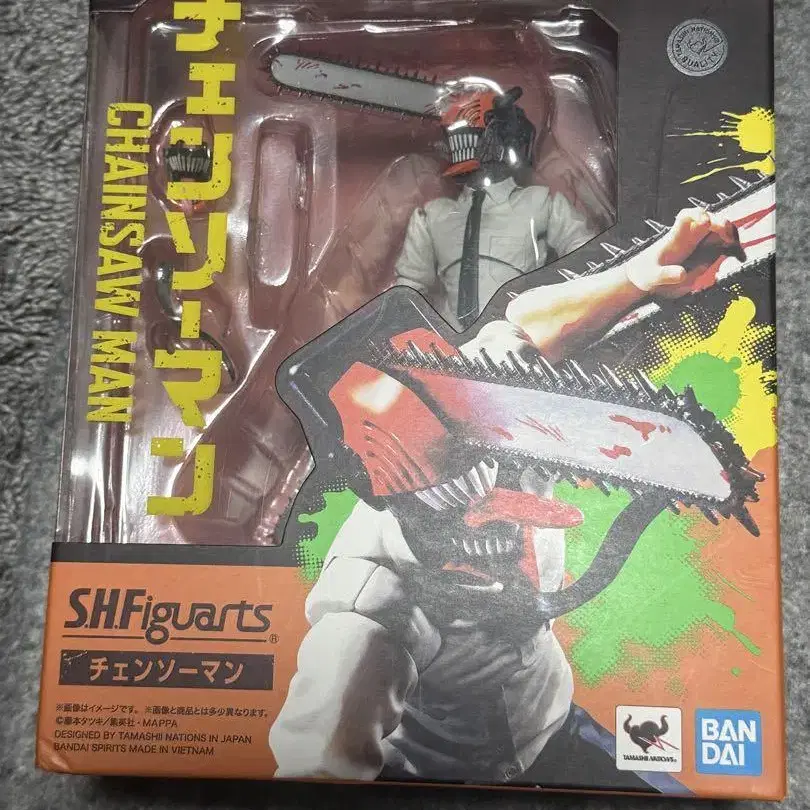 チェンソーマン
CHAINSAW MAN
TAMASHII NATIONS
QUALITY
S.H.Figuarts®
チェンソーマン
※画像はイメージです。※画像と商品とは多少異なります。
©藤本タツキ/集英社・MAPPA
DESIGNED BY TAMASHII NATIONS IN JAPAN
BANDAI SPIRITS MADE IN VIETNAM
TAMASHII NATIONS®
BAN
DAI